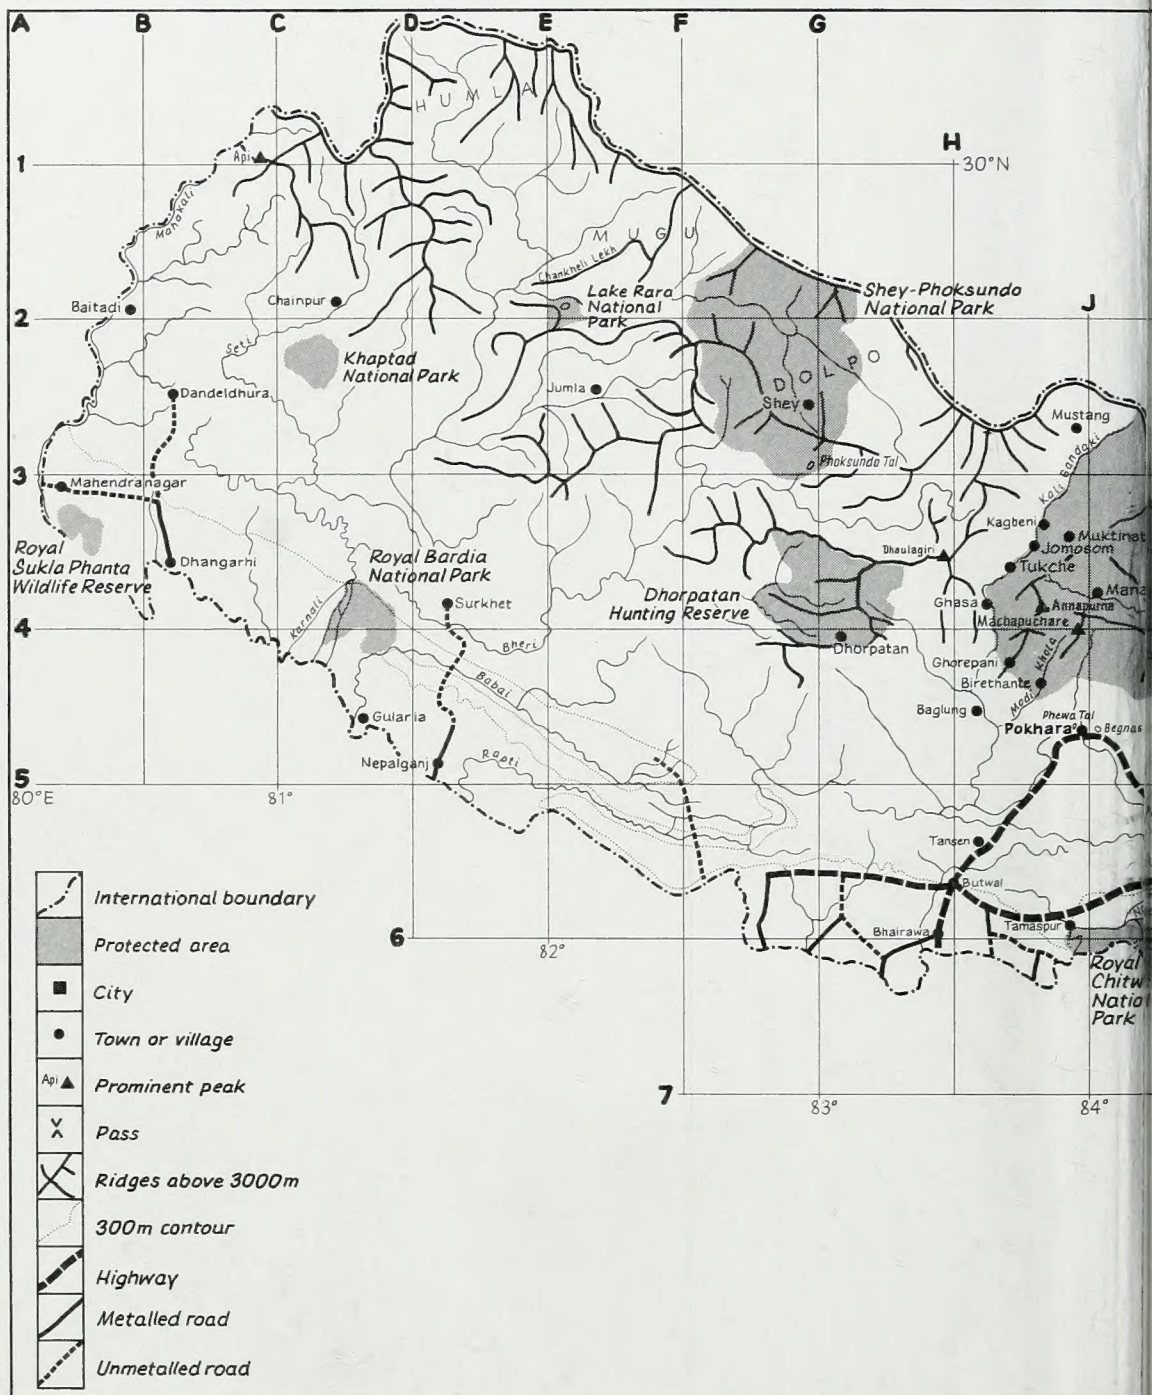 A B C D E F G
HUMLA
H
Api
1
30°N
Mahakali
MUGU
Chankheli Lekh
Baitadi
Chainpur
Lake Rara
National
Park
Shey-Phoksundo
National Park
J
2
Seti
Khaptad
National Park
DOLPO
Dandeldhura
Jumla
Shey
Mustang
Phoksundo Tal
3
Mahendranagar
Kali Gandaki
Kagbeni
Muktinat
Jomosom
Royal
Sukla Phanta
Wildlife Reserve
Dhangarhi
Royal Bardia
National Park
Dhaulagiri
Tukche
Dhorpatan
Hunting Reserve
Surkhet
Ghasa
Mana
Annapurna
Karnali
Machapuchare
4
Bheri
Dhorpatan
Ghorepani
Modi Khola
Birethante
Babai
Baglung
Gularia
Phewa Tal
Pokhara
Begnas
Nepalganj
Rapti
5
80°E
81°
Tansen
Butwal
Bhairawa
Tamaspur
6
82°
Royal
Chitw
Natio
Park
7
83°
84°
International boundary
Protected area
City
Town or village
Api
Prominent peak
Pass
Ridges above 3000m
300m contour
Highway
Metalled road
Unmetalled road